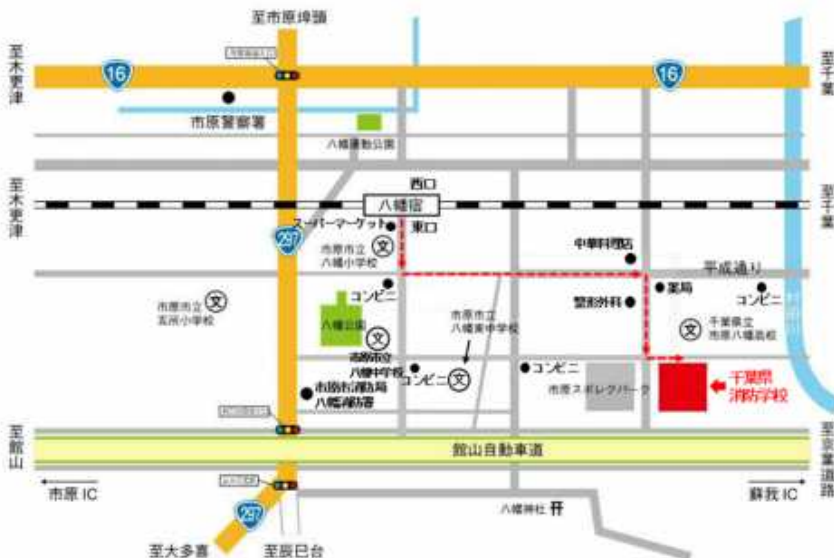 至市原埠頭
至木更津
16
16
至千葉
市原警察署
八幡運動公園
西口
至木更津
八幡宿
至千葉
スーパーマーケット
東口
297
市原市立
八幡小学校
中華料理店
平成通り
コンビニ
薬局
コンビニ
市原市立
五所小学校
文
文
八幡公園
市原市立
八幡東中学校
整形外科
文
千葉県立
市原八幡高校
文
市原市立
八幡中学校
コンビニ
文
コンビニ
市原スポレクパーク
千葉県
消防学校
市原市消防局
八幡消防署
至館山
館山自動車道
至京葉道路
市原 IC
蘇我 IC
297
八幡神社
至大多喜
至辰巳台